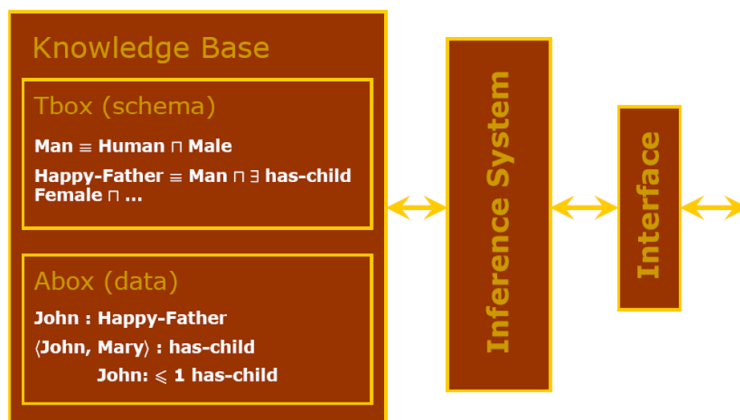 Knowledge Base
Tbox (schema)
Man ≡ Human ⊓ Male
Happy-Father ≡ Man ⊓ ∃ has-child
Female ⊓ ...
Abox (data)
John : Happy-Father
⟨John, Mary⟩ : has-child
John: ⩽ 1 has-child
Inference System
Interface